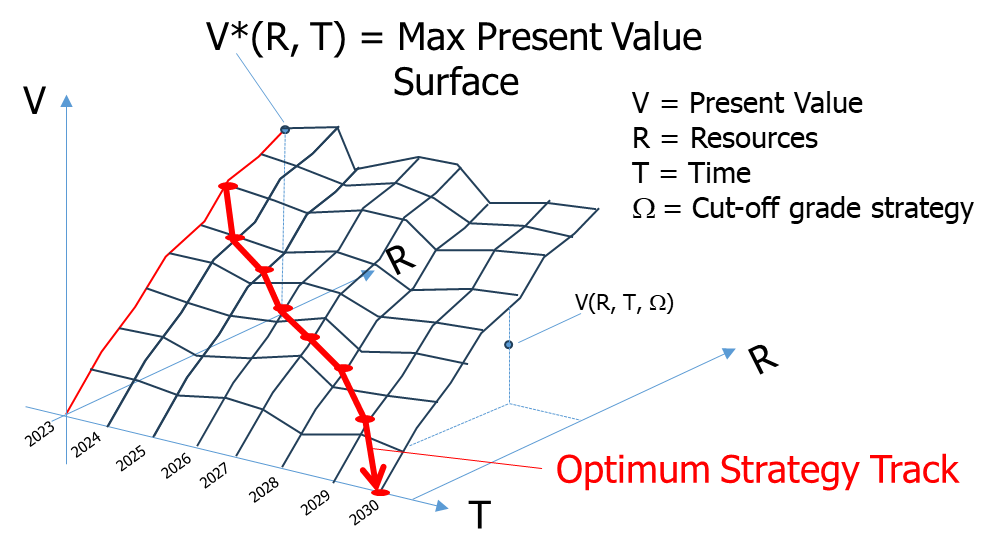 V*(R, T) = Max Present Value
Surface
V
V = Present Value
R = Resources
T = Time
Ω = Cut-off grade strategy
R
V(R, T, Ω)
R
2023
2024
2025
2026
2027
2028
2029
2030
Optimum Strategy Track
T